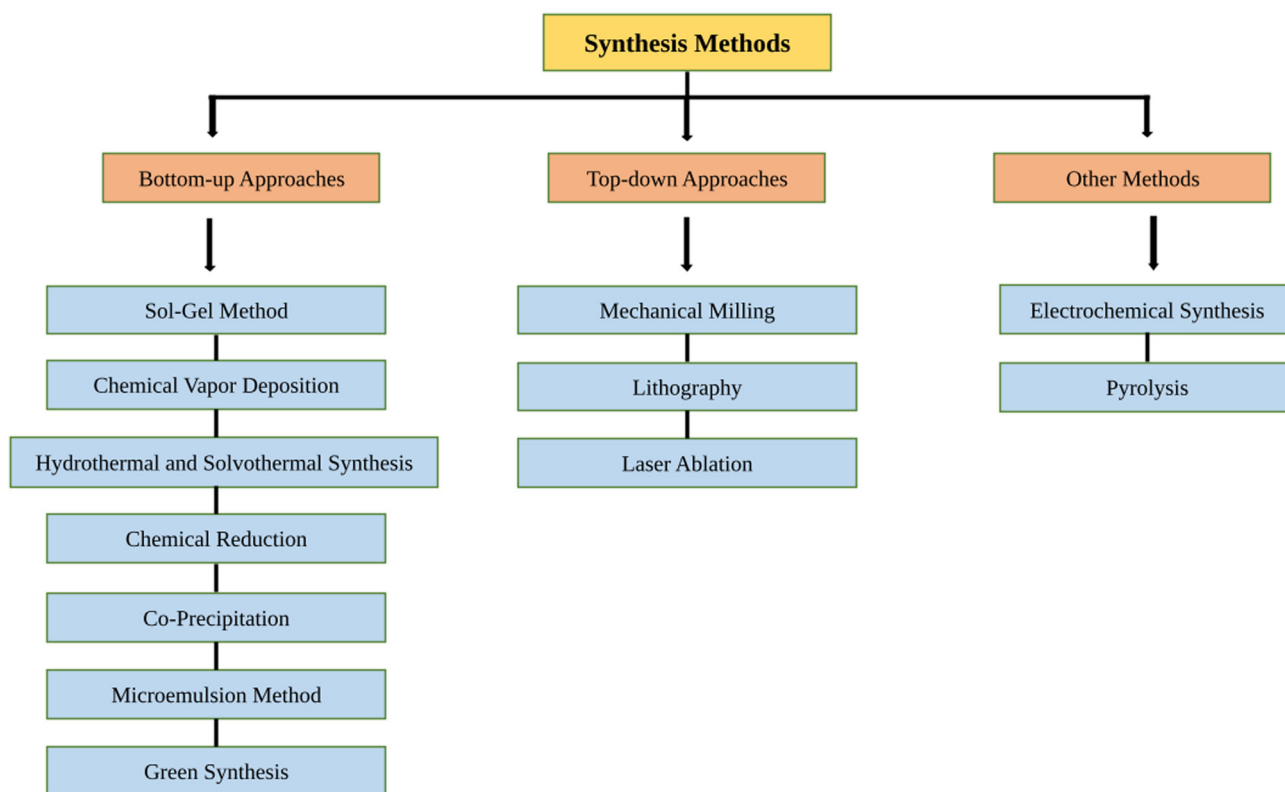 Synthesis Methods
Bottom-up Approaches
Top-down Approaches
Other Methods
Sol-Gel Method
Chemical Vapor Deposition
Hydrothermal and Solvothermal Synthesis
Chemical Reduction
Co-Precipitation
Microemulsion Method
Green Synthesis
Mechanical Milling
Lithography
Laser Ablation
Electrochemical Synthesis
Pyrolysis